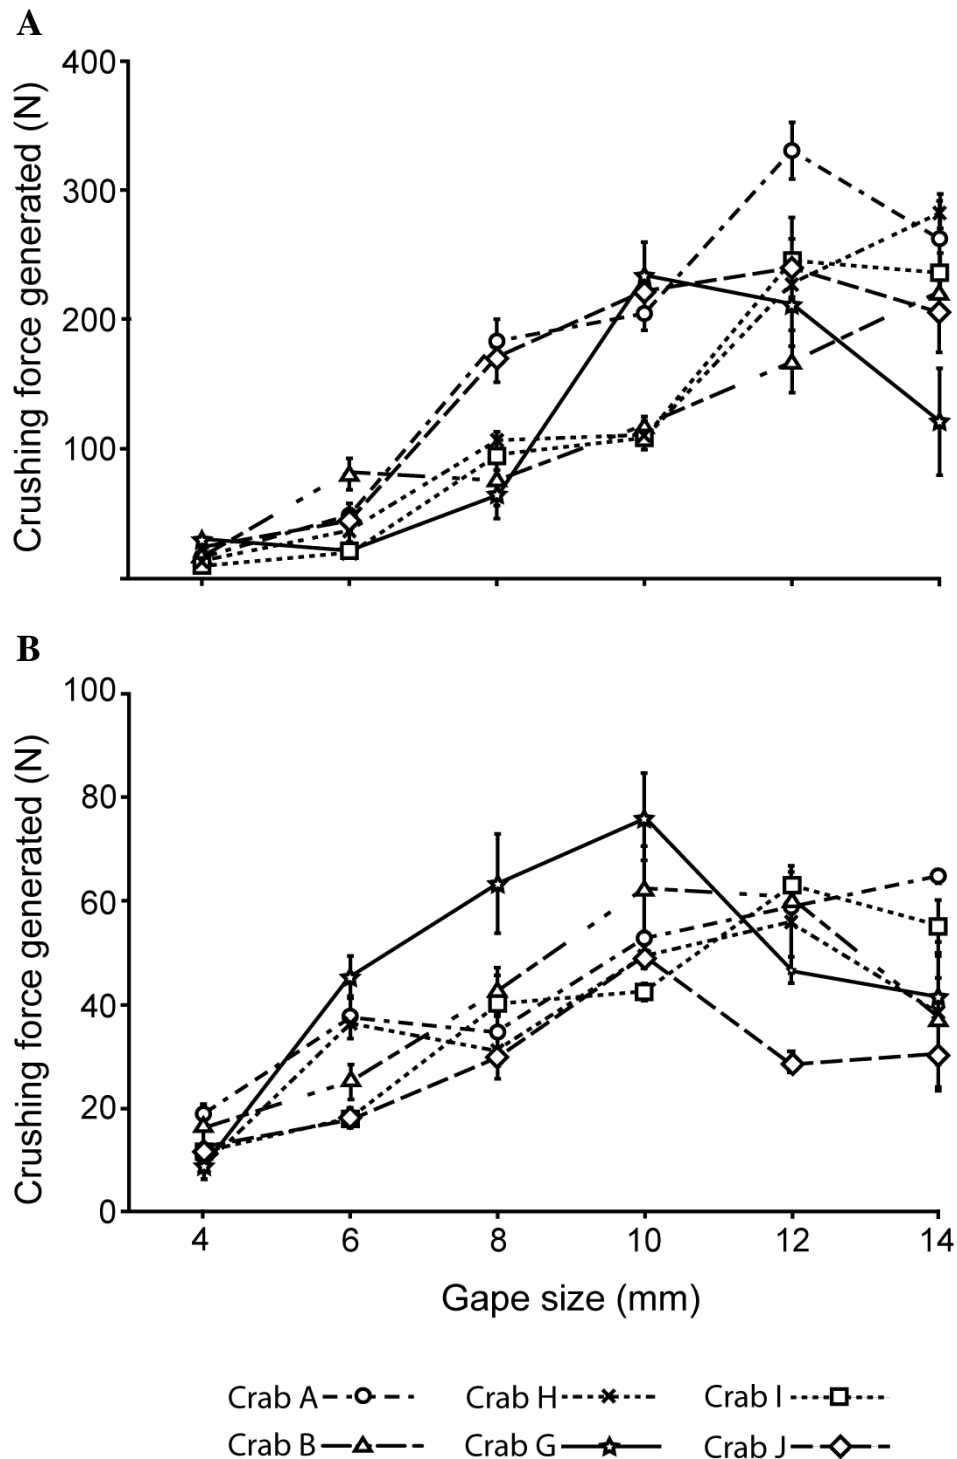 A
Crushing force generated (N)
400
300
200
100
B
Crushing force generated (N)
100
80
60
40
20
0
4 6 8 10 12 14
Gape size (mm)
Crab A Crab H Crab I
Crab B Crab G Crab J